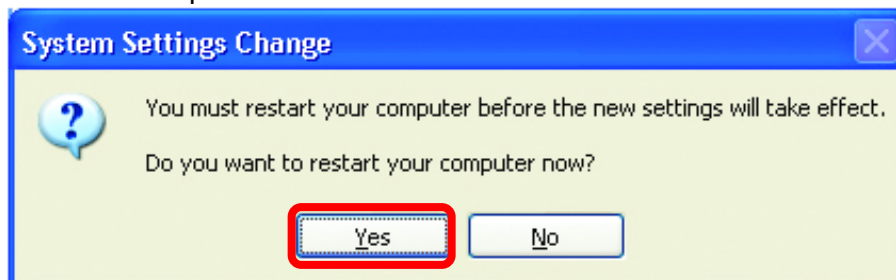 System Settings Change
You must restart your computer before the new settings will take effect.
Do you want to restart your computer now?
Yes
No